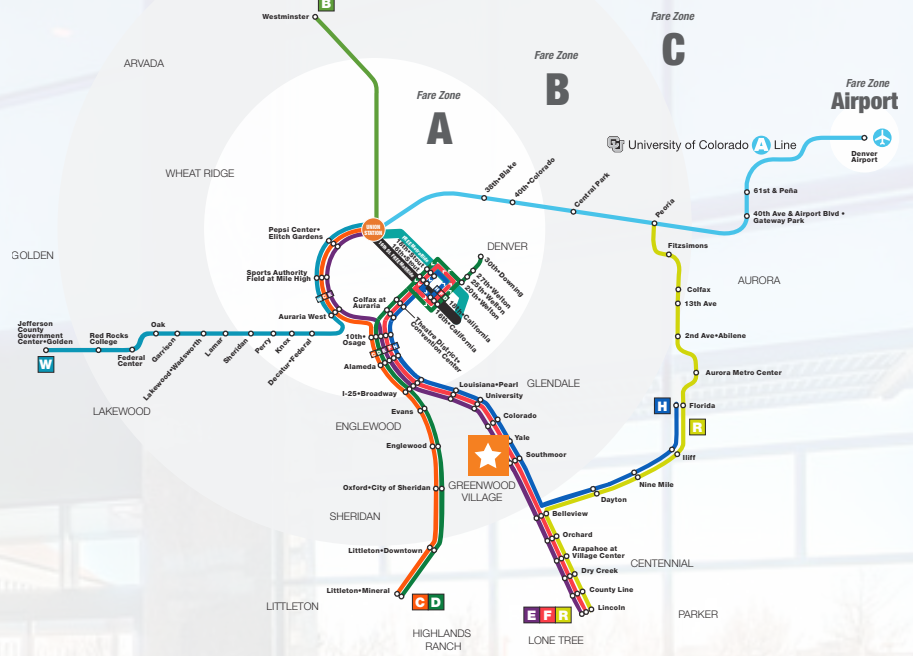 B
Westminster
Fare Zone
C
ARVADA
Fare Zone
B
Fare Zone
A
Fare Zone
Airport
University of Colorado A Line
Denver
Airport
WHEAT RIDGE
38th•Blake
40th•Colorado
Central Park
Peoria
61st & Peña
40th Ave & Airport Blvd •
Gateway Park
UNION
STATION
Pepsi Center•
Elitch Gardens
GOLDEN
DENVER
Fitzsimons
30th•Downing
27th•Welton
25th•Welton
20th•Welton
Sports Authority
Field at Mile High
AURORA
Colfax
13th Ave
Colfax at
Auraria
18th•California
16th•California
Auraria West
Theatre District•
Convention Center
Jefferson
County
Government
Center•Golden
Red Rocks
College
Federal
Center
Oak
Garrison
Lakewood•Wadsworth
Lamar
Sheridan
Perry
Knox
Decatur•Federal
10th•
Osage
2nd Ave•Abilene
W
Alameda
Aurora Metro Center
I-25•Broadway
Louisiana•Pearl
University
GLENDALE
LAKEWOOD
Evans
Colorado
H
Florida
R
ENGLEWOOD
Yale
Englewood
Southmoor
Iliff
Oxford•City of Sheridan
GREENWOOD
VILLAGE
Nine Mile
Dayton
SHERIDAN
Belleview
Orchard
Littleton•Downtown
Arapahoe at
Village Center
CENTENNIAL
Dry Creek
Littleton•Mineral
County Line
LITTLETON
C D
E F R
Lincoln
PARKER
HIGHLANDS
RANCH
LONE TREE